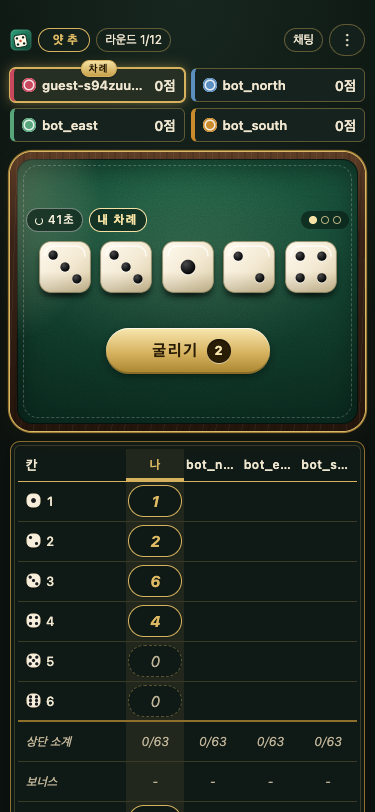 얏 추 라운드 1/12 채팅
차례
guest-s94zuu... 0점 bot_north 0점
bot_east 0점 bot_south 0점
41초 내 차례
굴리기 2
칸 나 bot_n... bot_e... bot_s...
1 1
2 2
3 6
4 4
5 0
6 0
상단 소계 0/63 0/63 0/63 0/63
보너스 - - - -